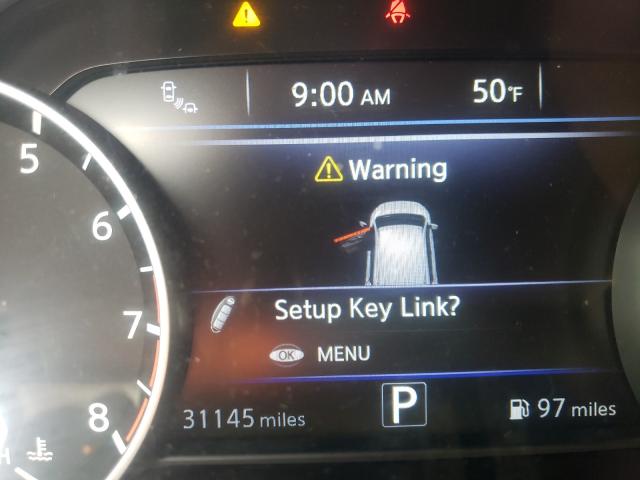 9:00 AM 50°F
5
Warning
6
Setup Key Link?
7
OK MENU
8
31145 miles P 97 miles
H